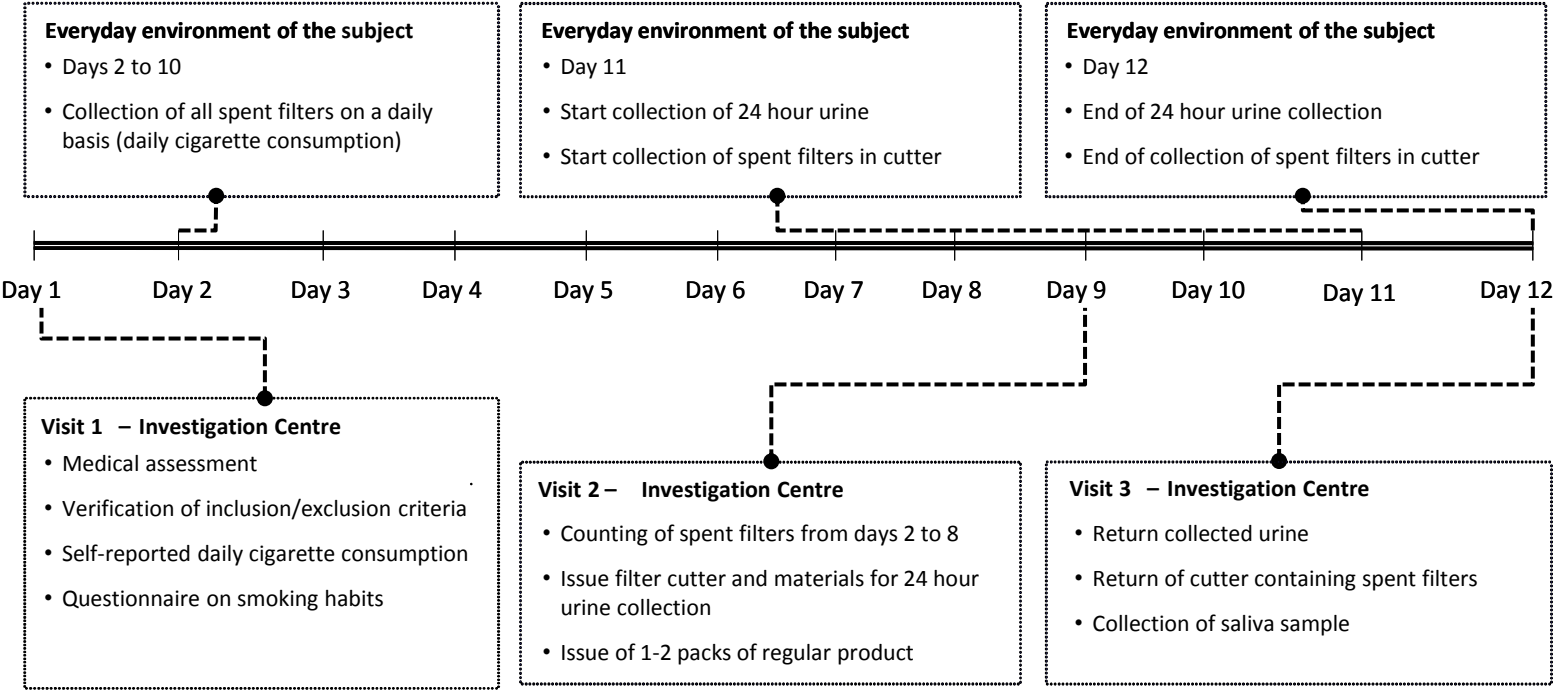 Everyday environment of the subject
• Days 2 to 10
• Collection of all spent filters on a daily
basis (daily cigarette consumption)
Everyday environment of the subject
• Day 11
• Start collection of 24 hour urine
• Start collection of spent filters in cutter
Everyday environment of the subject
• Day 12
• End of 24 hour urine collection
• End of collection of spent filters in cutter
Day 1 Day 2 Day 3 Day 4 Day 5 Day 6 Day 7 Day 8 Day 9 Day 10 Day 11 Day 12
Visit 1 – Investigation Centre
• Medical assessment
• Verification of inclusion/exclusion criteria
• Self-reported daily cigarette consumption
• Questionnaire on smoking habits
Visit 2 – Investigation Centre
• Counting of spent filters from days 2 to 8
• Issue filter cutter and materials for 24 hour
urine collection
• Issue of 1-2 packs of regular product
Visit 3 – Investigation Centre
• Return collected urine
• Return of cutter containing spent filters
• Collection of saliva sample